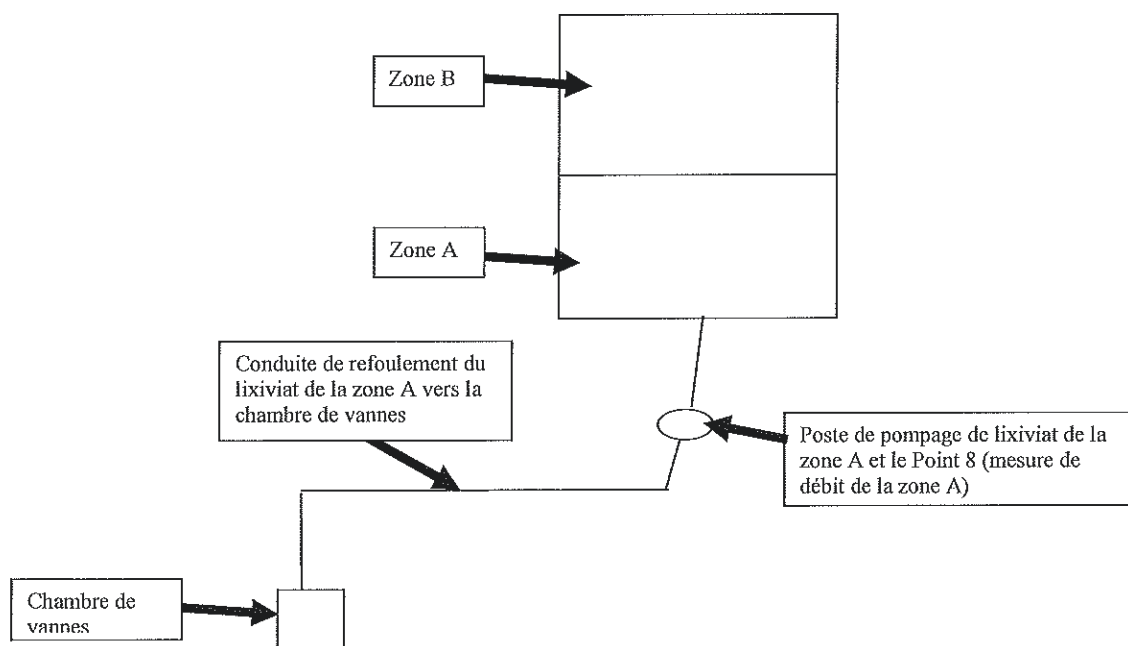 Zone B
Zone A
Conduite de refoulement du
lixiviat de la zone A vers la
chambre de vannes
Poste de pompage de lixiviat de la
zone A et le Point 8 (mesure de
débit de la zone A)
Chambre de
vannes